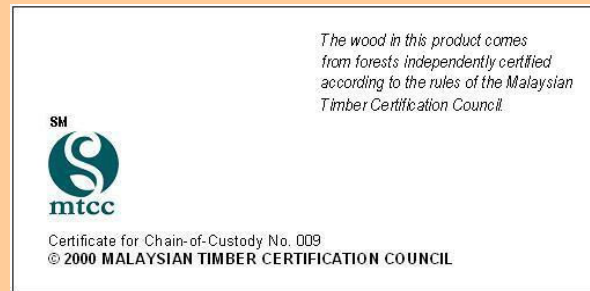 The wood in this product comes
from forests independently certified
according to the rules of the Malaysian
Timber Certification Council.
SM
mtcc
Certificate for Chain-of-Custody No. 009
© 2000 MALAYSIAN TIMBER CERTIFICATION COUNCIL